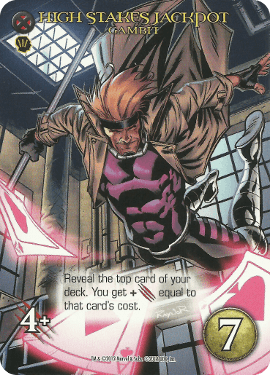 HIGH STAKES JACKPOT
GAMBIT
Reveal the top card of your
deck. You get + equal to
that card's cost.
4+
7